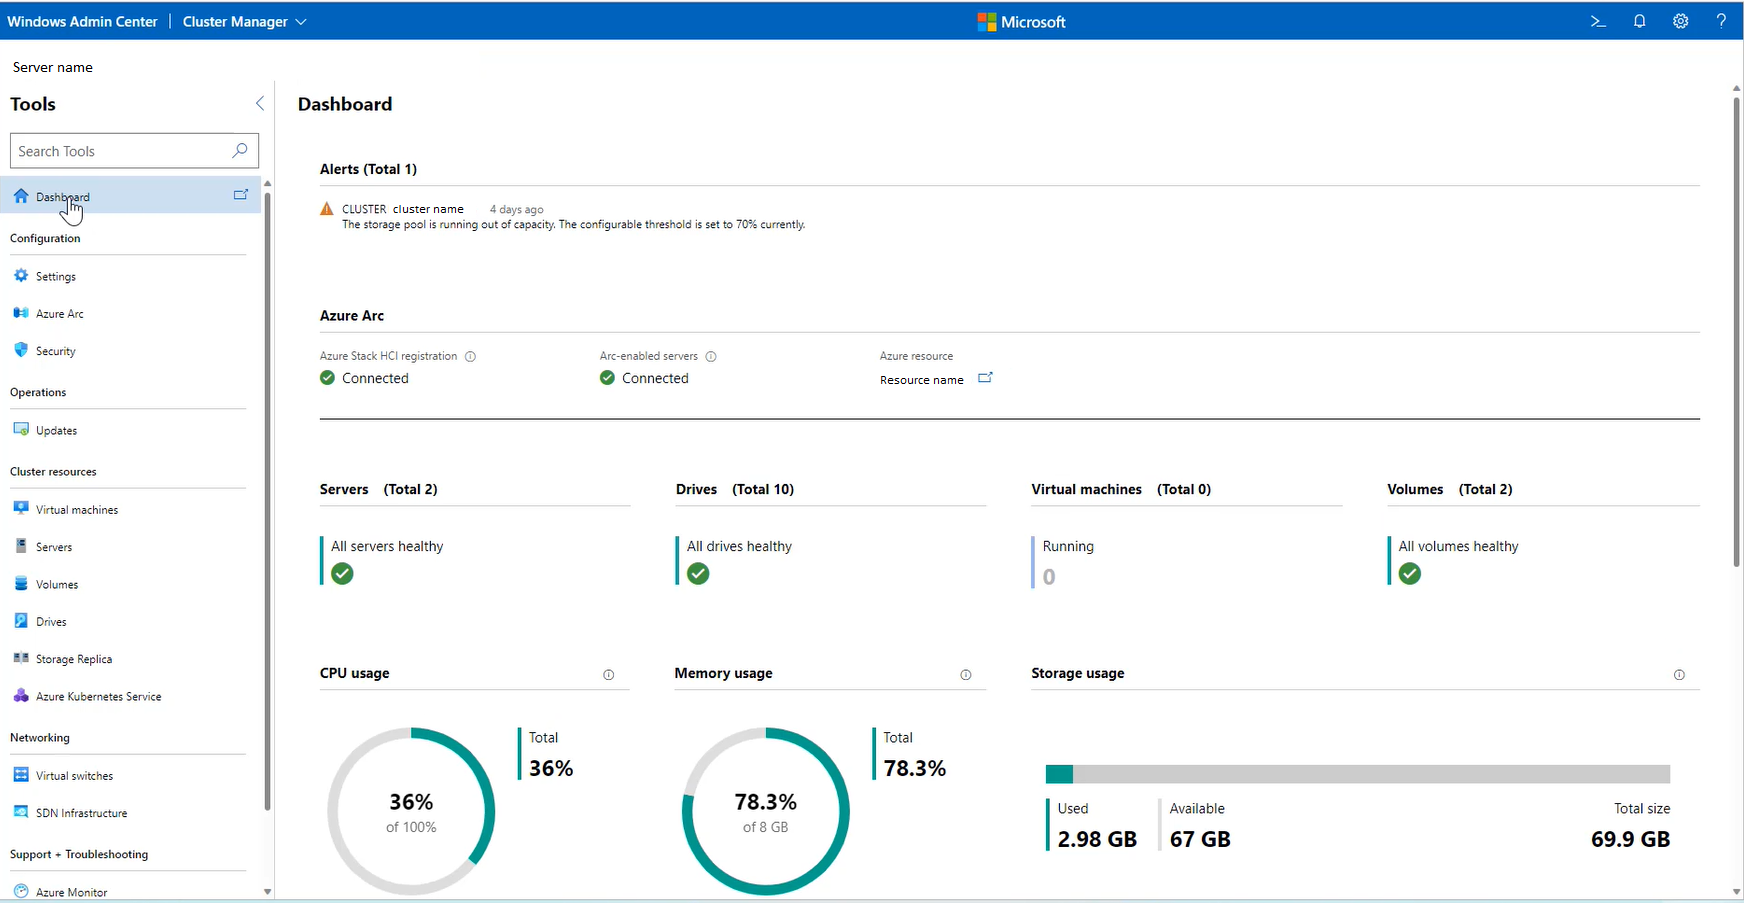 Windows Admin Center | Cluster Manager
Microsoft
?
Server name
Tools
Search Tools
Dashboard
Configuration
Settings
Azure Arc
Security
Operations
Updates
Cluster resources
Virtual machines
Servers
Volumes
Drives
Storage Replica
Azure Kubernetes Service
Networking
Virtual switches
SDN Infrastructure
Support + Troubleshooting
Azure Monitor
Dashboard
Alerts (Total 1)
CLUSTER cluster name 4 days ago
The storage pool is running out of capacity. The configurable threshold is set to 70% currently.
Azure Arc
Azure Stack HCI registration
Connected
Arc-enabled servers
Connected
Azure resource
Resource name
Servers (Total 2)
All servers healthy
Drives (Total 10)
All drives healthy
Virtual machines (Total 0)
Running
0
Volumes (Total 2)
All volumes healthy
CPU usage
36%
of 100%
Total
36%
Memory usage
78.3%
of 8 GB
Total
78.3%
Storage usage
Used
2.98 GB
Available
67 GB
Total size
69.9 GB